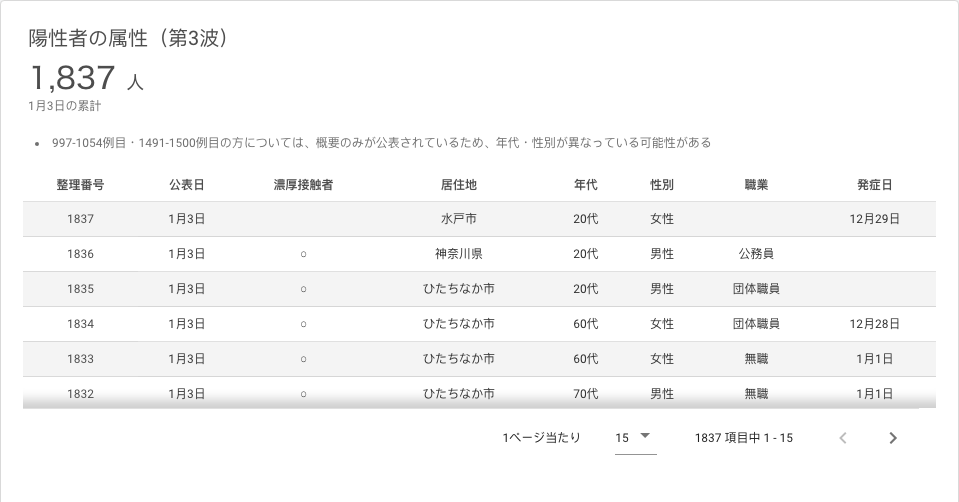 陽性者の属性（第3波）
1,837 人
1月3日の累計
• 997-1054例目・1491-1500例目の方については、概要のみが公表されているため、年代・性別が異なっている可能性がある
整理番号 公表日 濃厚接触者 居住地 年代 性別 職業 発症日
1837 1月3日 水戸市 20代 女性 12月29日
1836 1月3日 ○ 神奈川県 20代 男性 公務員
1835 1月3日 ○ ひたちなか市 20代 男性 団体職員
1834 1月3日 ○ ひたちなか市 60代 女性 団体職員 12月28日
1833 1月3日 ○ ひたちなか市 60代 女性 無職 1月1日
1832 1月3日 ○ ひたちなか市 70代 男性 無職 1月1日
1ページ当たり 15 1837 項目中 1 - 15